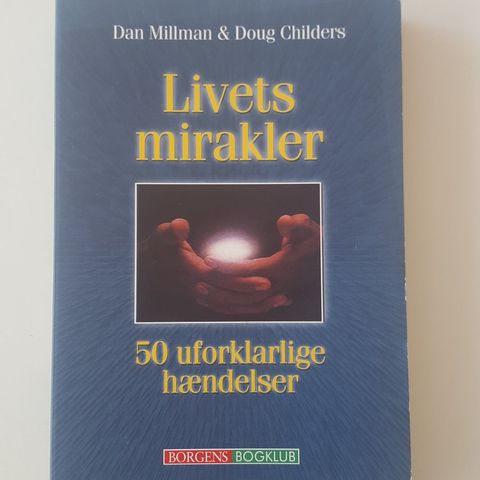 Dan Millman & Doug Childers
Livets
mirakler
50 uforklarlige
hændelser
BORGENS BOGKLUB